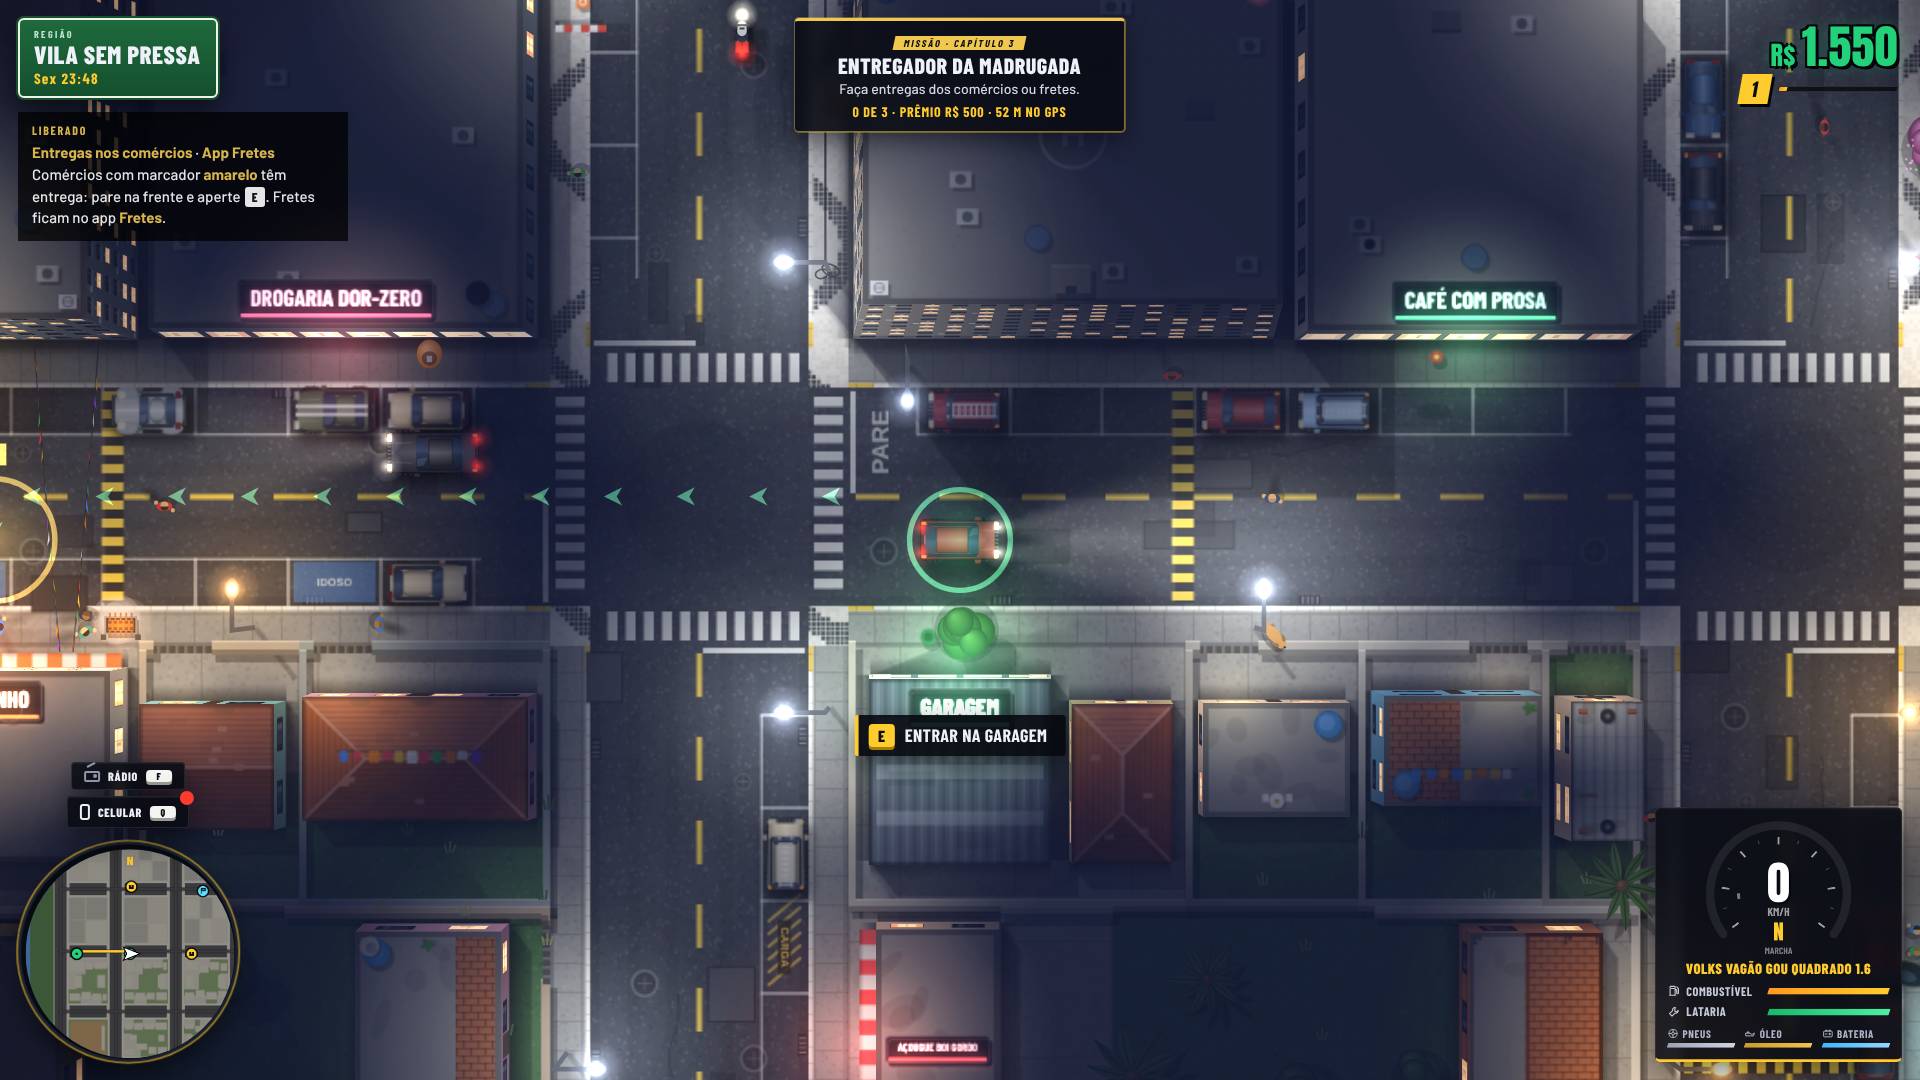 REGIÃO
VILA SEM PRESSA
Sex 23:48
LIBERADO
Entregas nos comércios · App Fretes
Comércios com marcador amarelo têm
entrega: pare na frente e aperte E. Fretes
ficam no app Fretes.
MISSÃO · CAPÍTULO 3
ENTREGADOR DA MADRUGADA
Faça entregas dos comércios ou fretes.
0 DE 3 · PRÊMIO R$ 500 · 52 M NO GPS
R$ 1.550
1
DROGARIA DOR-ZERO
CAFÉ COM PROSA
PARE
IDOSO
NHO
GARAGEM
E ENTRAR NA GARAGEM
RÁDIO F
CELULAR Q
N
CARGA
AÇOUGUE BOI GORDO
0
KM/H
N
MARCHA
VOLKS VAGÃO GOU QUADRADO 1.6
COMBUSTÍVEL
LATARIA
PNEUS ÓLEO BATERIA